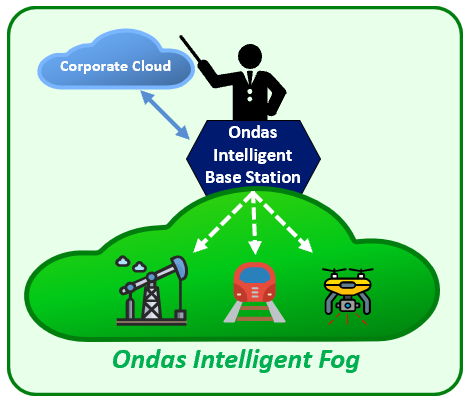 Corporate Cloud
Ondas
Intelligent
Base Station
Ondas Intelligent Fog